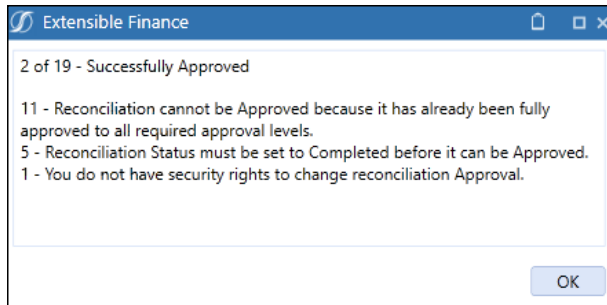 Extensible Finance
2 of 19 - Successfully Approved
11 - Reconciliation cannot be Approved because it has already been fully
approved to all required approval levels.
5 - Reconciliation Status must be set to Completed before it can be Approved.
1 - You do not have security rights to change reconciliation Approval.
OK